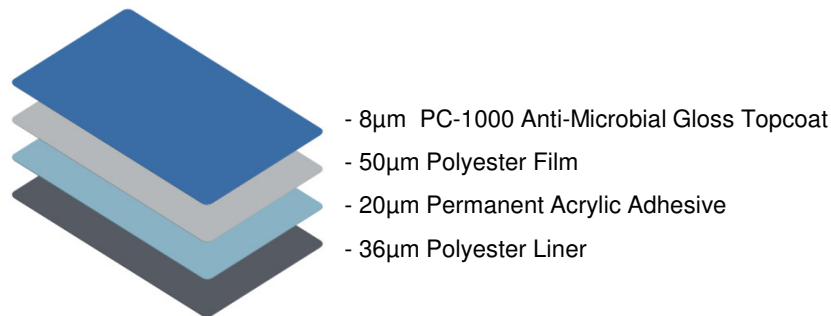 - 8µm  PC-1000 Anti-Microbial Gloss Topcoat
- 50µm Polyester Film
- 20µm Permanent Acrylic Adhesive
- 36µm Polyester Liner